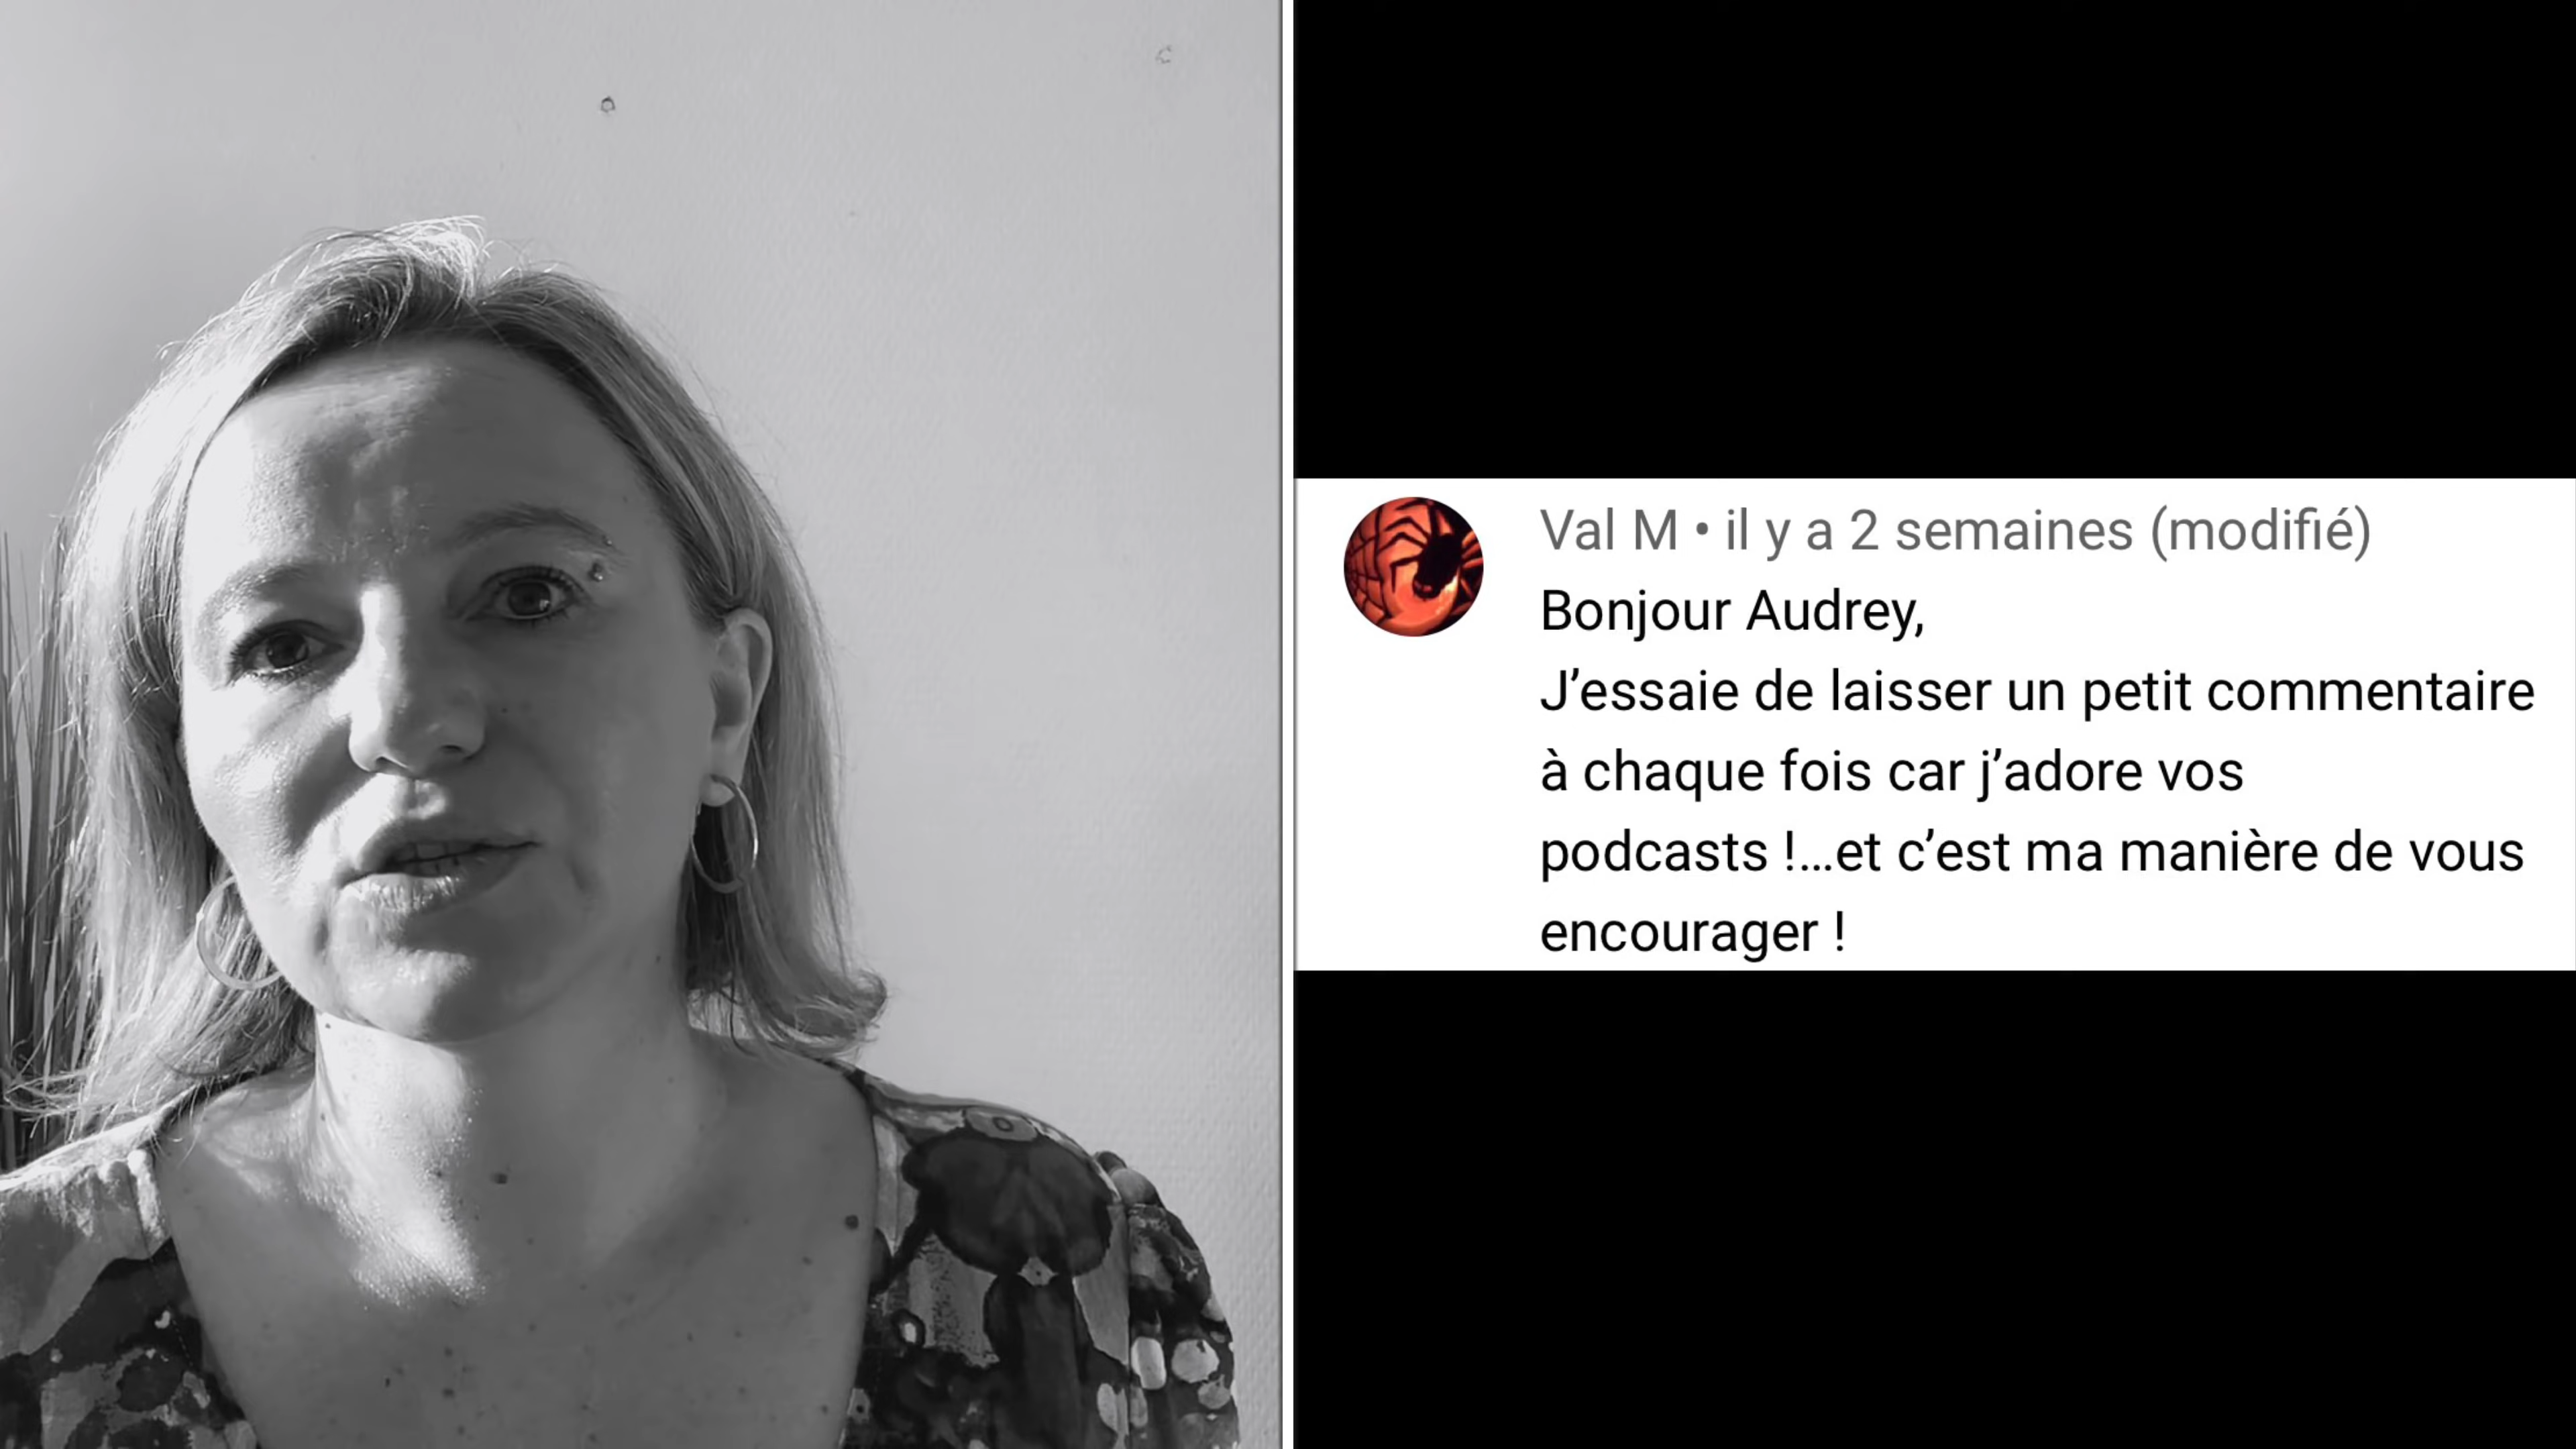 Val M • il y a 2 semaines (modifié)
Bonjour Audrey,
J’essaie de laisser un petit commentaire
à chaque fois car j’adore vos
podcasts !...et c’est ma manière de vous
encourager !